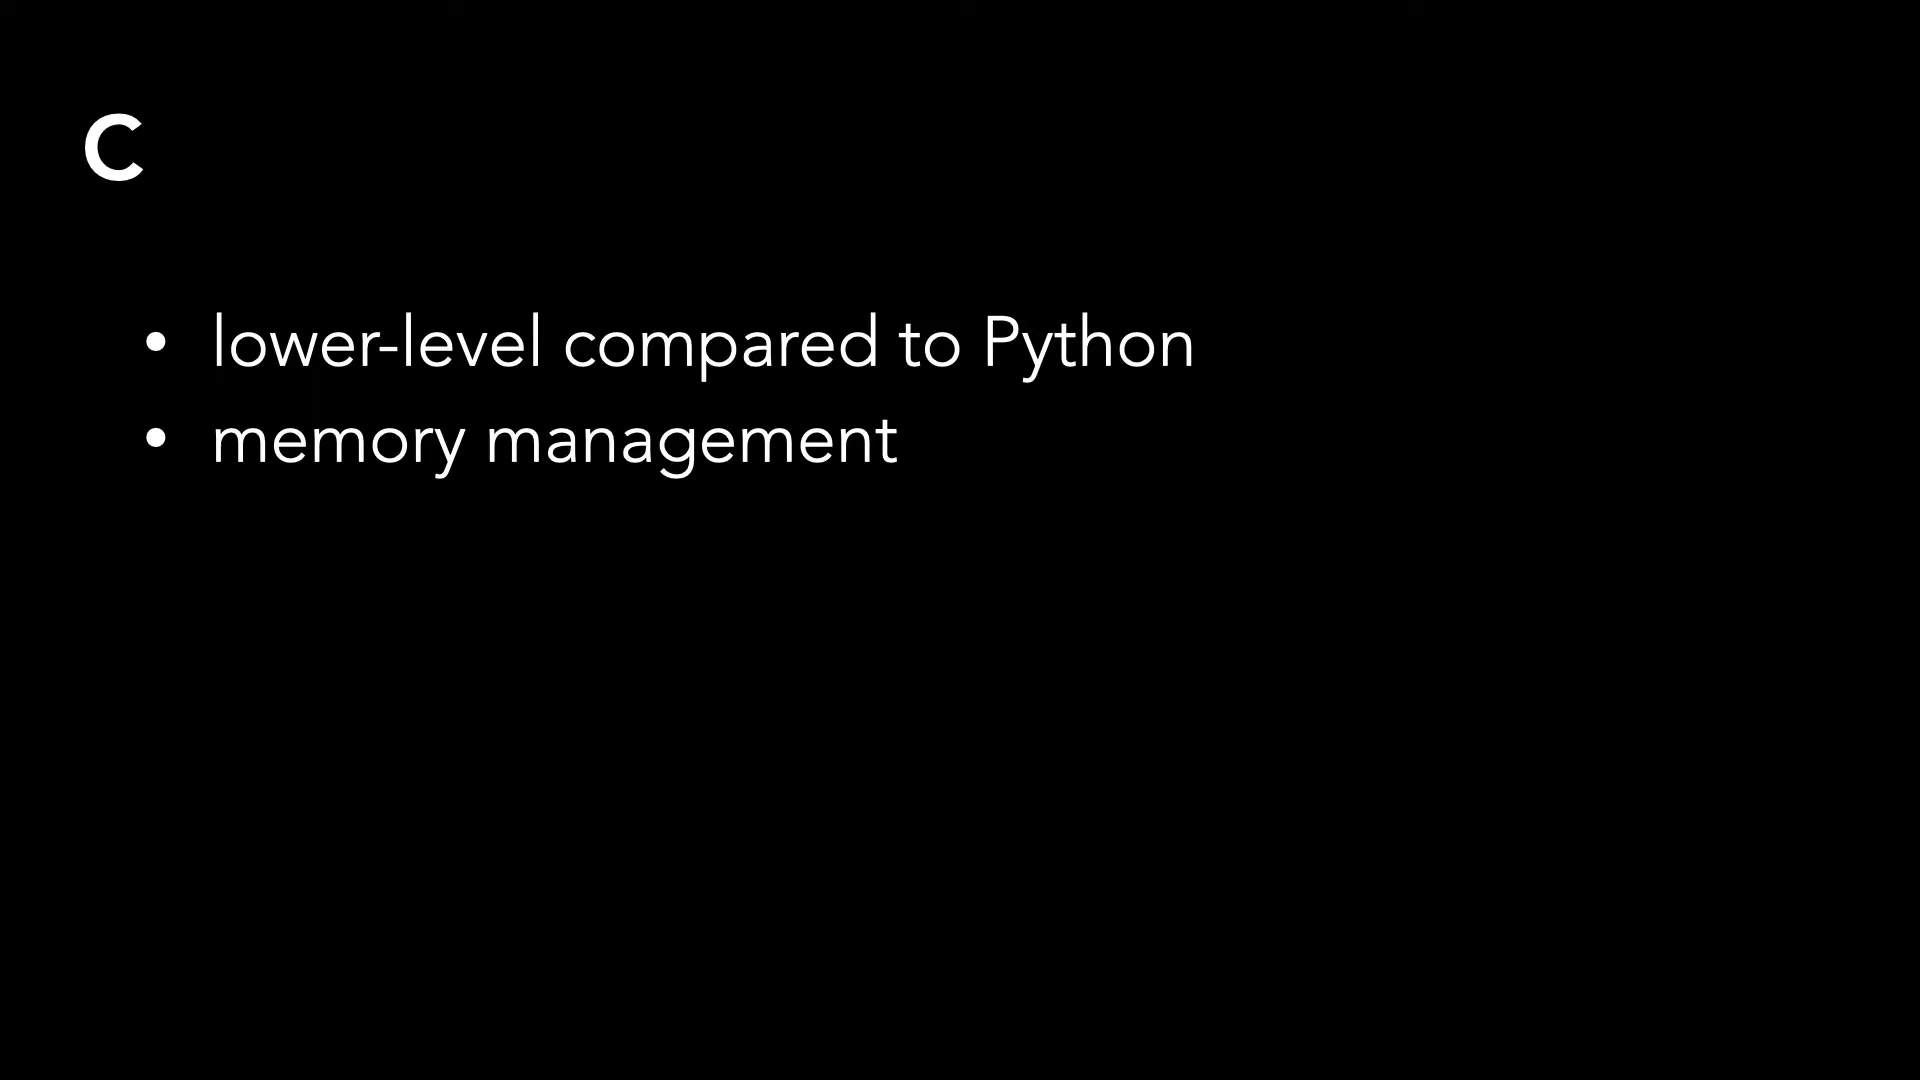 C
• lower-level compared to Python
• memory management